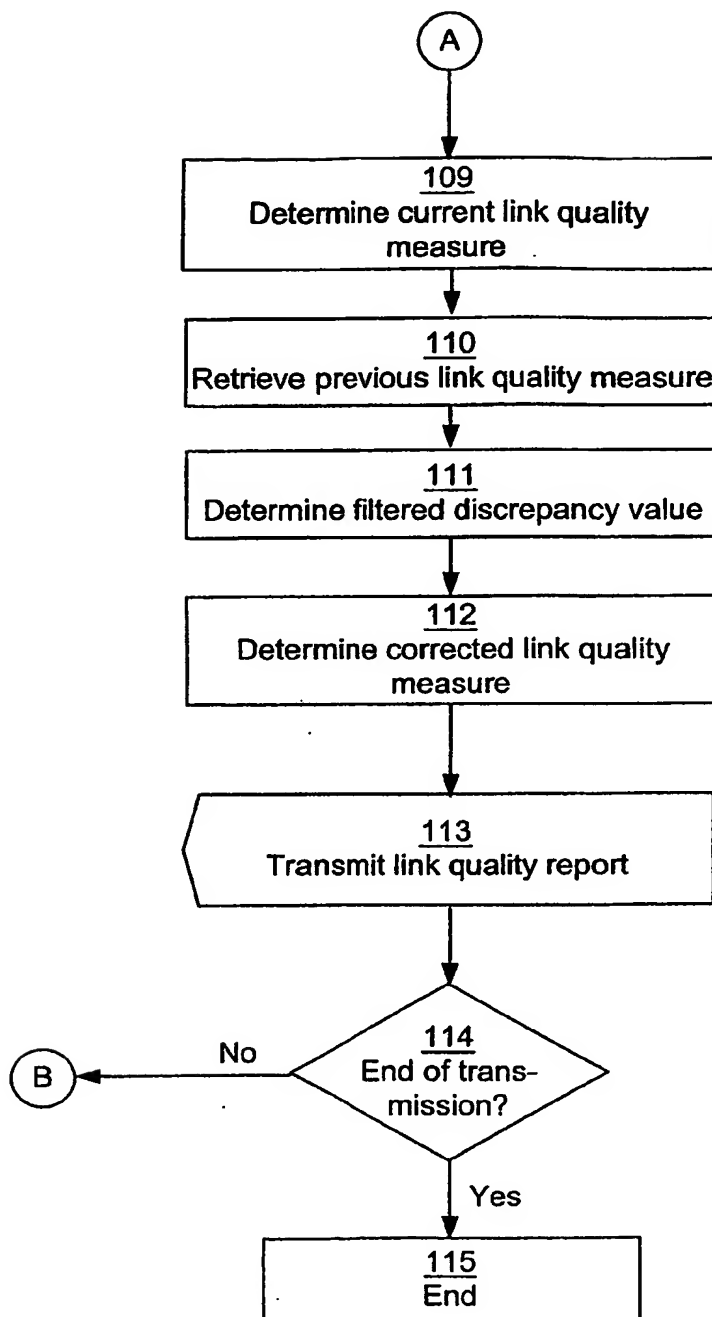 A
109
Determine current link quality
measure
110
Retrieve previous link quality measure
111
Determine filtered discrepancy value
112
Determine corrected link quality
measure
113
Transmit link quality report
114
End of trans-
mission?
No
B
Yes
115
End